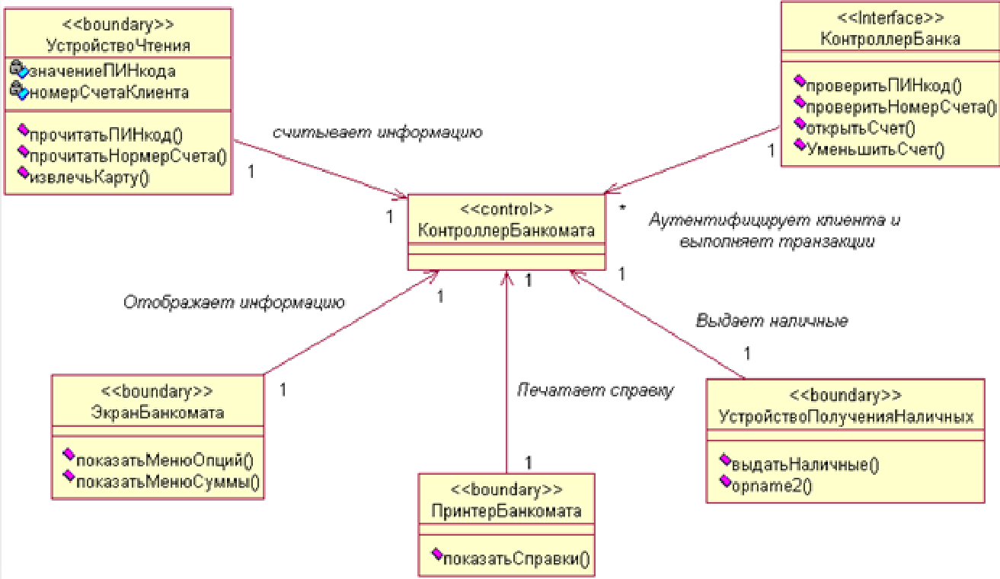 <<boundary>>
УстройствоЧтения
значениеПИНкода
номерСчетаКлиента
прочитатьПИНкод()
прочитатьНормерСчета()
извлечьКарту()
<<Interface>>
КонтроллерБанка
проверитьПИНкод()
проверитьНомерСчета()
открытьСчет()
УменьшитьСчет()
считывает информацию
1
1
1
*
<<control>>
КонтроллерБанкомата
Аутентифицирует клиента и
выполняет транзакции
Отображает информацию
1
1
1
Выдает наличные
1
1
Печатает справку
1
<<boundary>>
ЭкранБанкомата
показатьМенюОпций()
показатьМенюСуммы()
<<boundary>>
ПринтерБанкомата
показатьСправки()
<<boundary>>
УстройствоПолученияНаличных
выдатьНаличные()
opname2()